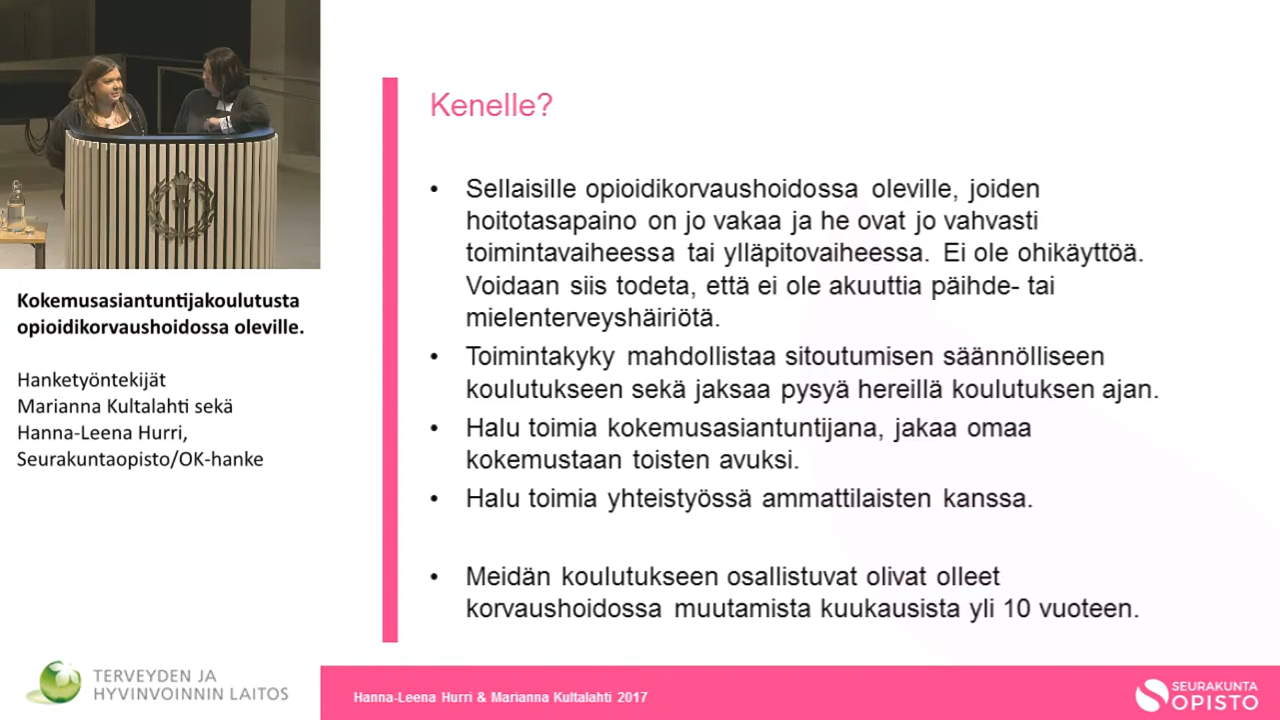 Kokemusasiantuntijakoulutusta
opioidikorvaushoidossa oleville.
Hanketyöntekijät
Marianna Kultalahti sekä
Hanna-Leena Hurri,
Seurakuntaopisto/OK-hanke
TERVEYDEN JA
HYVINVOINNIN LAITOS
Kenelle?
• Sellaisille opioidikorvaushoidossa oleville, joiden
hoitotasapaino on jo vakaa ja he ovat jo vahvasti
toimintavaiheessa tai ylläpitovaiheessa. Ei ole ohikäyttöä.
Voidaan siis todeta, että ei ole akuuttia päihde- tai
mielenterveyshäiriötä.
• Toimintakyky mahdollistaa sitoutumisen säännölliseen
koulutukseen sekä jaksaa pysyä hereillä koulutuksen ajan.
• Halu toimia kokemusasiantuntijana, jakaa omaa
kokemustaan toisten avuksi.
• Halu toimia yhteistyössä ammattilaisten kanssa.
• Meidän koulutukseen osallistuvat olivat olleet
korvaushoidossa muutamista kuukausista yli 10 vuoteen.
Hanna-Leena Hurri & Marianna Kultalahti 2017
SEURAKUNTA
OPISTO